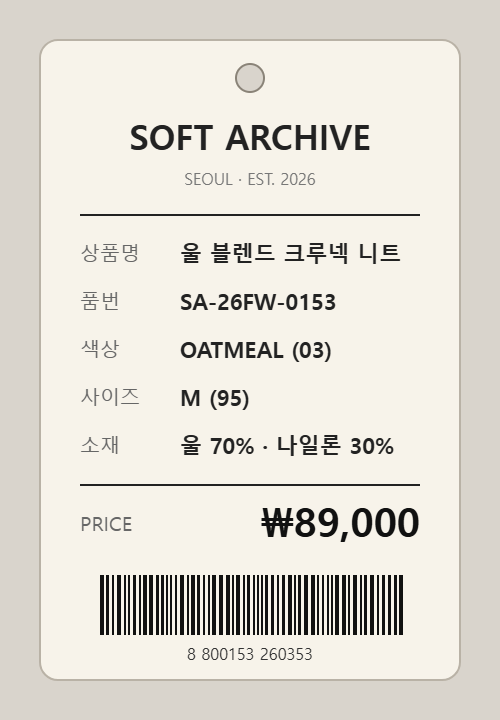 SOFT ARCHIVE
SEOUL · EST. 2026
상품명 울 블렌드 크루넥 니트
품번 SA-26FW-0153
색상 OATMEAL (03)
사이즈 M (95)
소재 울 70% · 나일론 30%
PRICE ₩89,000
8 800153 260353